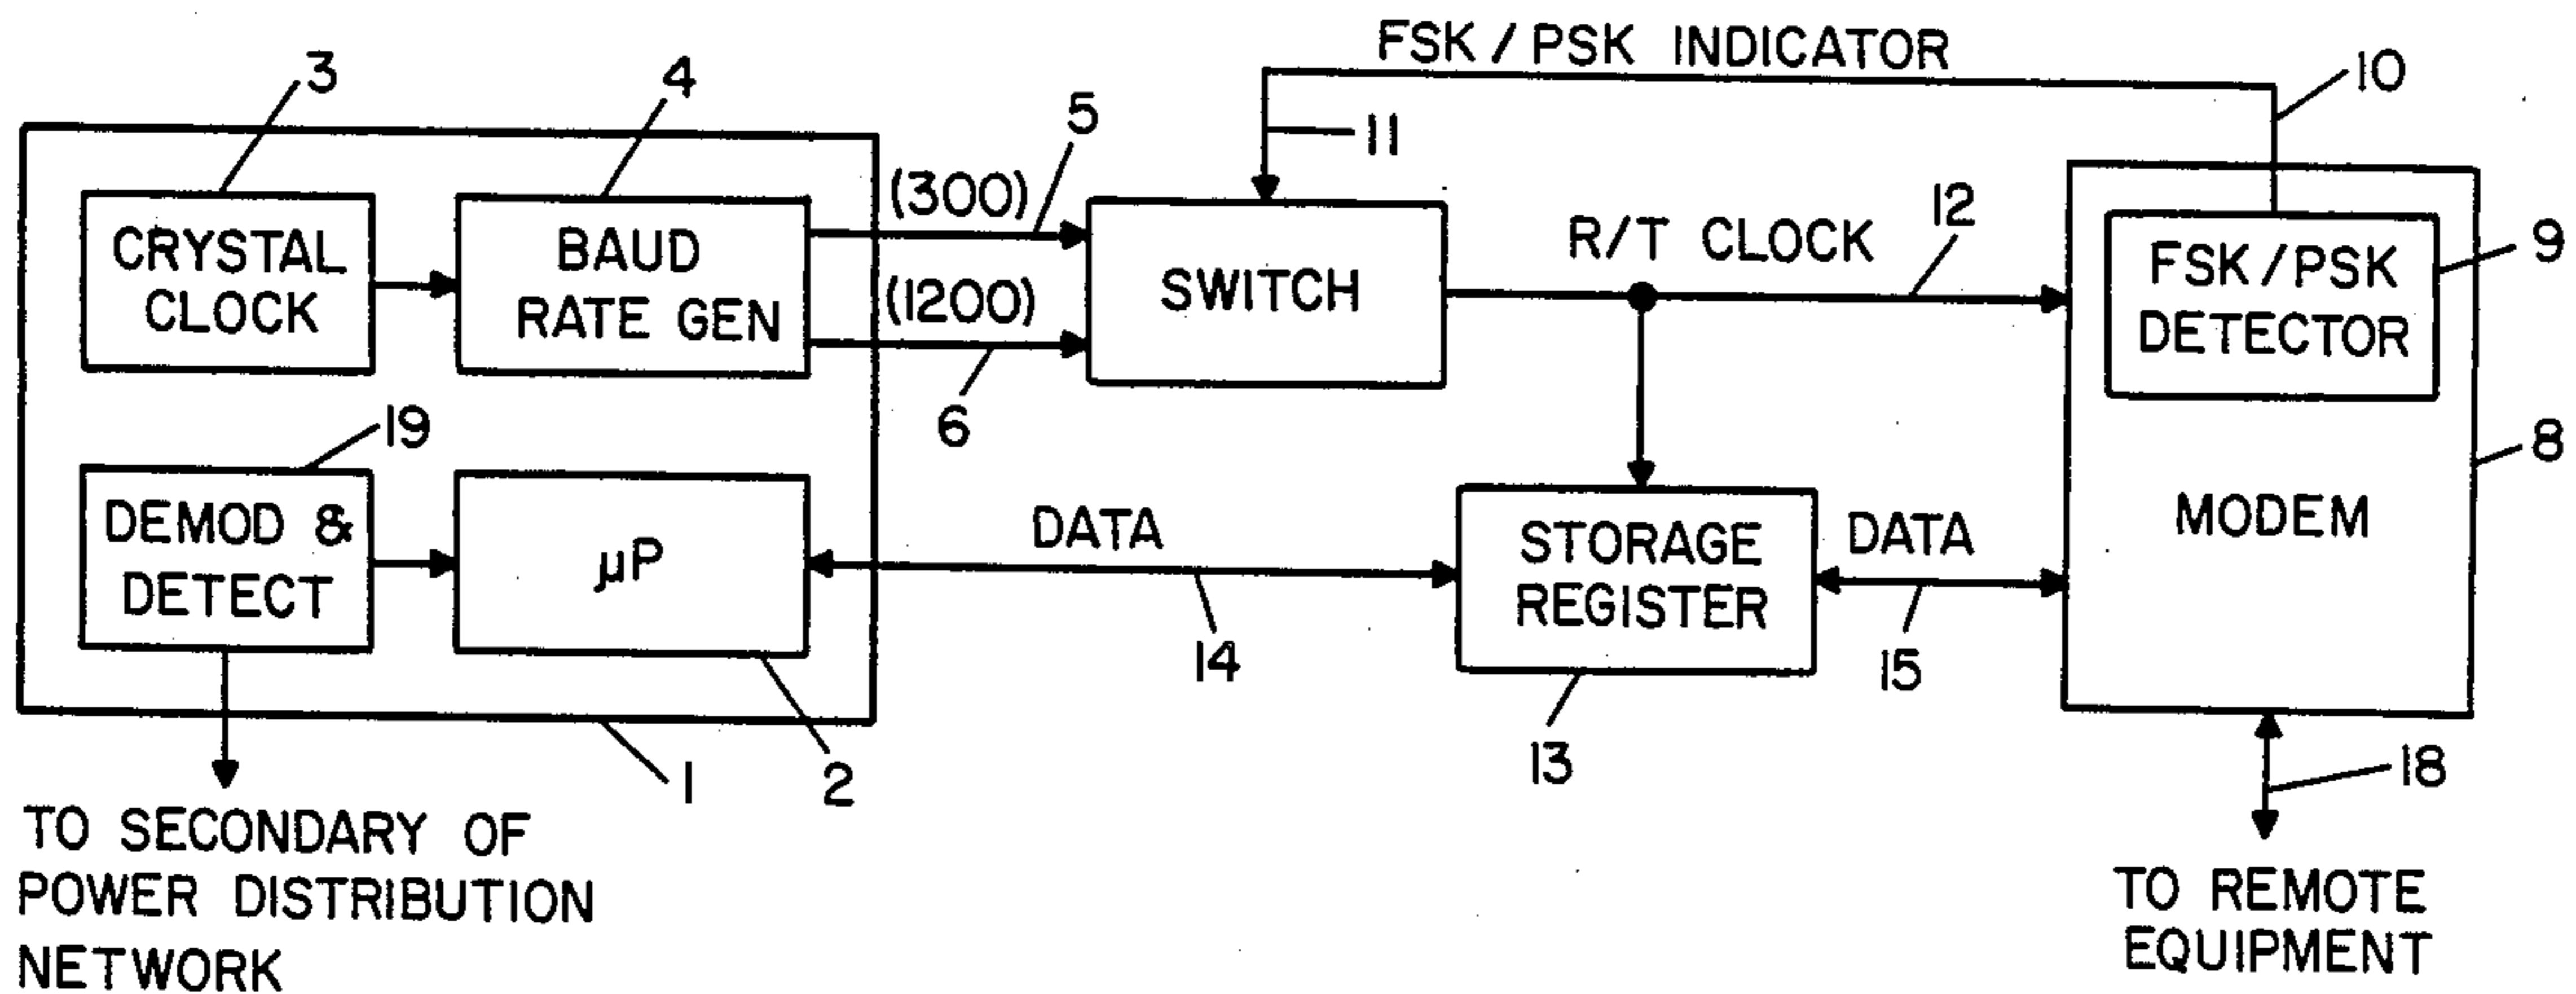 FSK / PSK INDICATOR
3
4
5
10
11
(300)
12
CRYSTAL
CLOCK
BAUD
RATE GEN
(1200)
SWITCH
R/T CLOCK
FSK / PSK
DETECTOR
9
6
19
8
DEMOD &
DETECT
µP
DATA
STORAGE
REGISTER
DATA
MODEM
14
15
13
18
1
2
TO SECONDARY OF
POWER DISTRIBUTION
NETWORK
TO REMOTE
EQUIPMENT